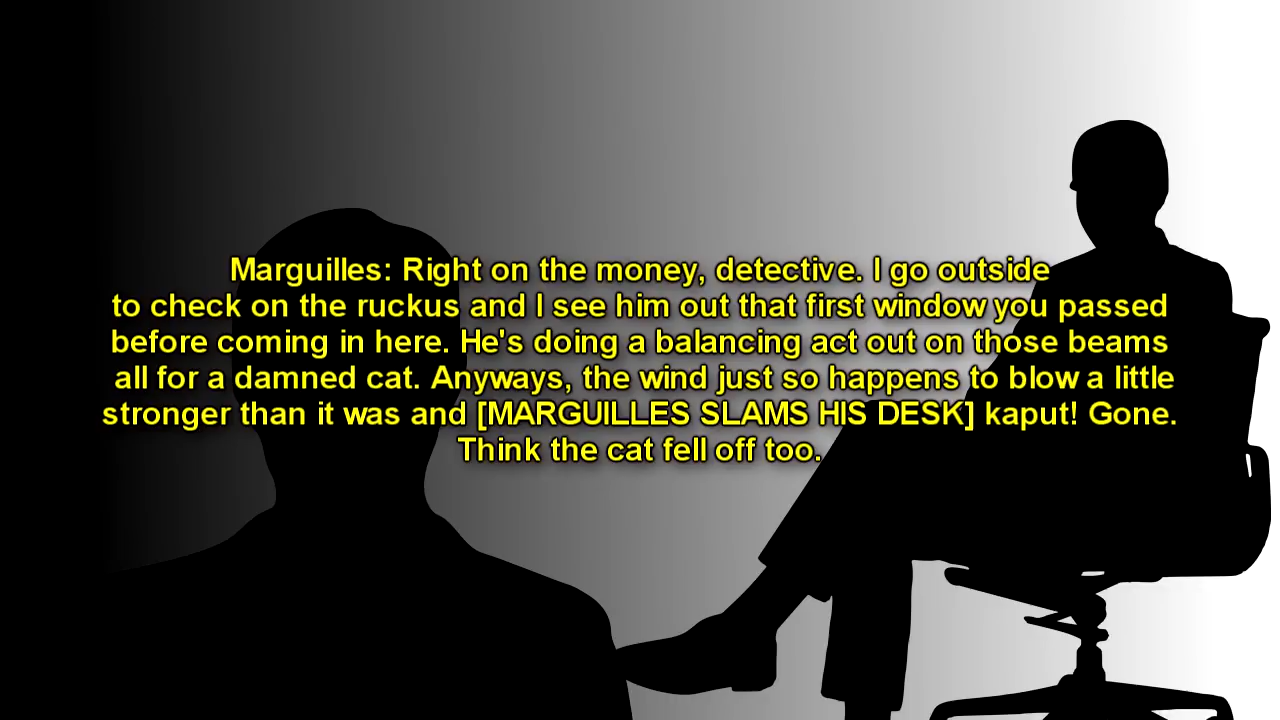 Marguilles: Right on the money, detective. I go outside
to check on the ruckus and I see him out that first window you passed
before coming in here. He's doing a balancing act out on those beams
all for a damned cat. Anyways, the wind just so happens to blow a little
stronger than it was and [MARGUILLES SLAMS HIS DESK] kaput! Gone.
Think the cat fell off too.